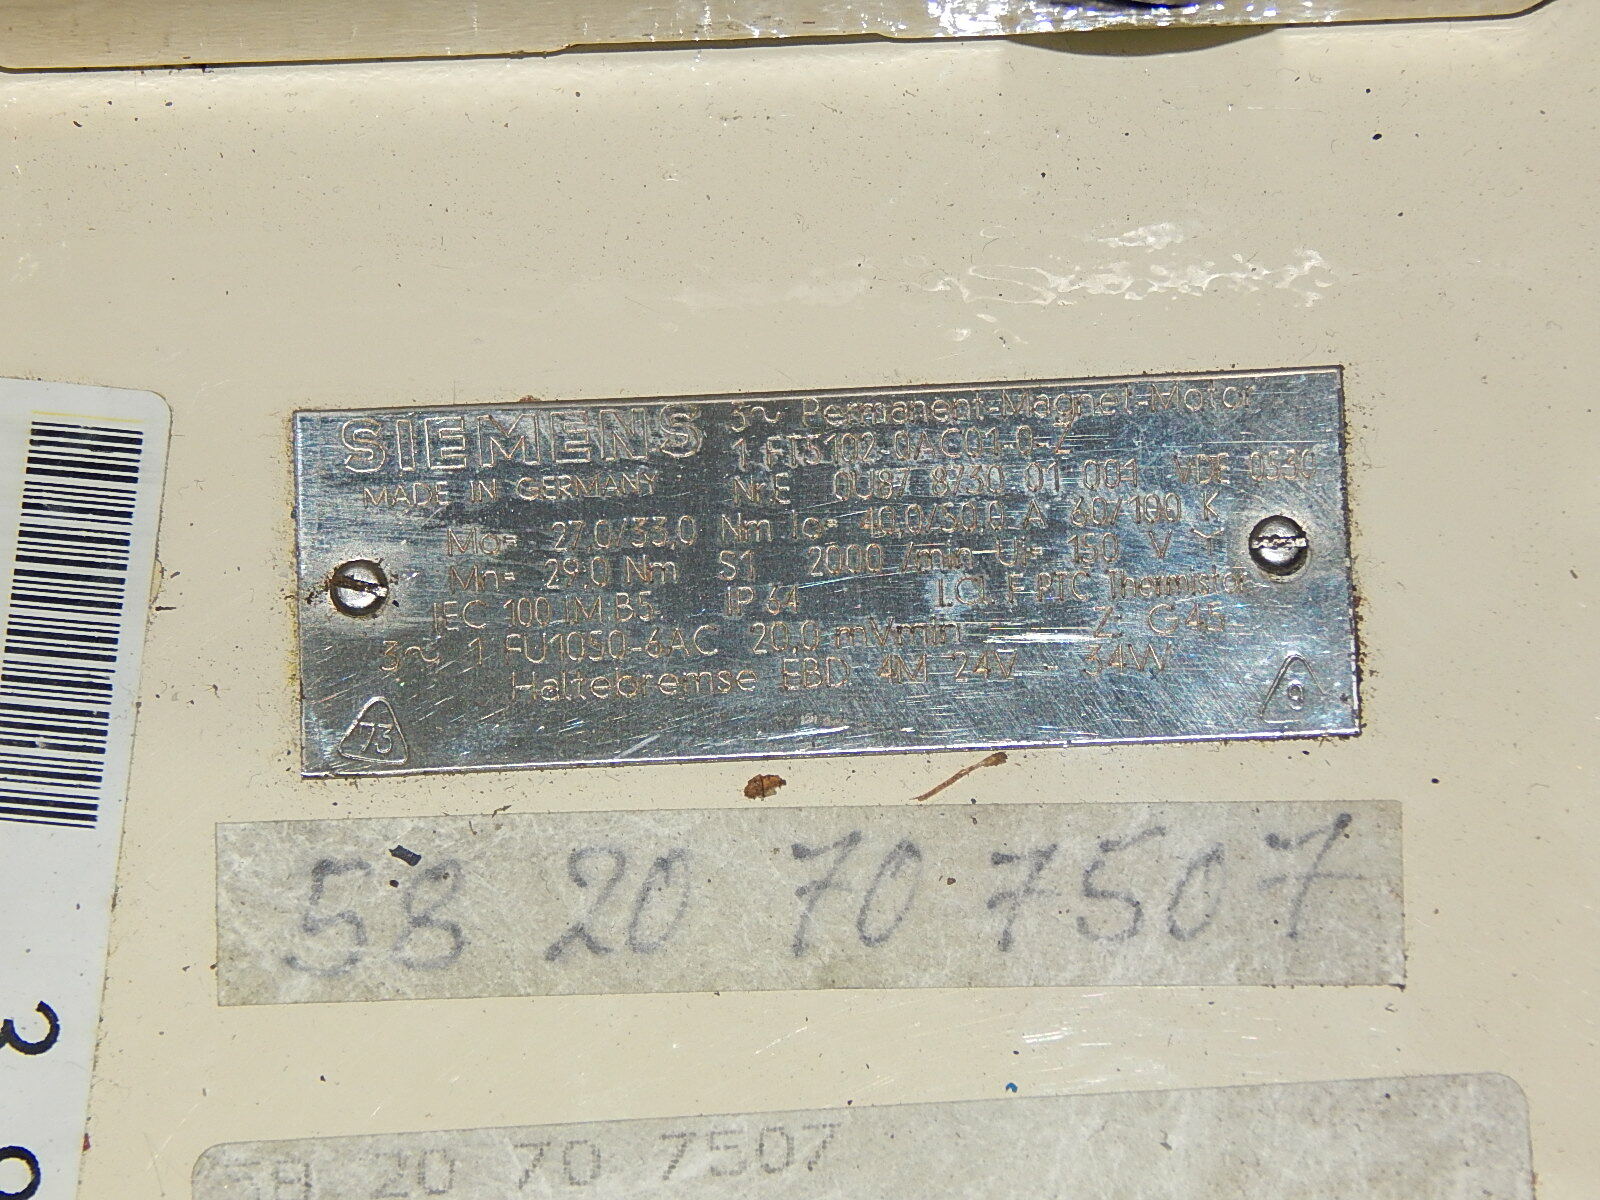 SIEMENS 3~ Permanent-Magnet-Motor
1 FT5102-0AC01-0-Z
MADE IN GERMANY Nr.E 0U87 8730 01 001 VDE 0530
Mo= 27,0/33,0 Nm Io= 40,0/50,0 A 60/100 K
Mn= 29,0 Nm S1 2000 /min Ui= 150 V Y
IEC 100 IM B5 IP 64 I.Cl. F PTC Thermistor
3~ 1 FU1050-6AC 20,0 mVmin Z: G45
Haltebremse EBD 4M 24V - 34W
73
9
58 20 70 7507
58 20 70 7507
3